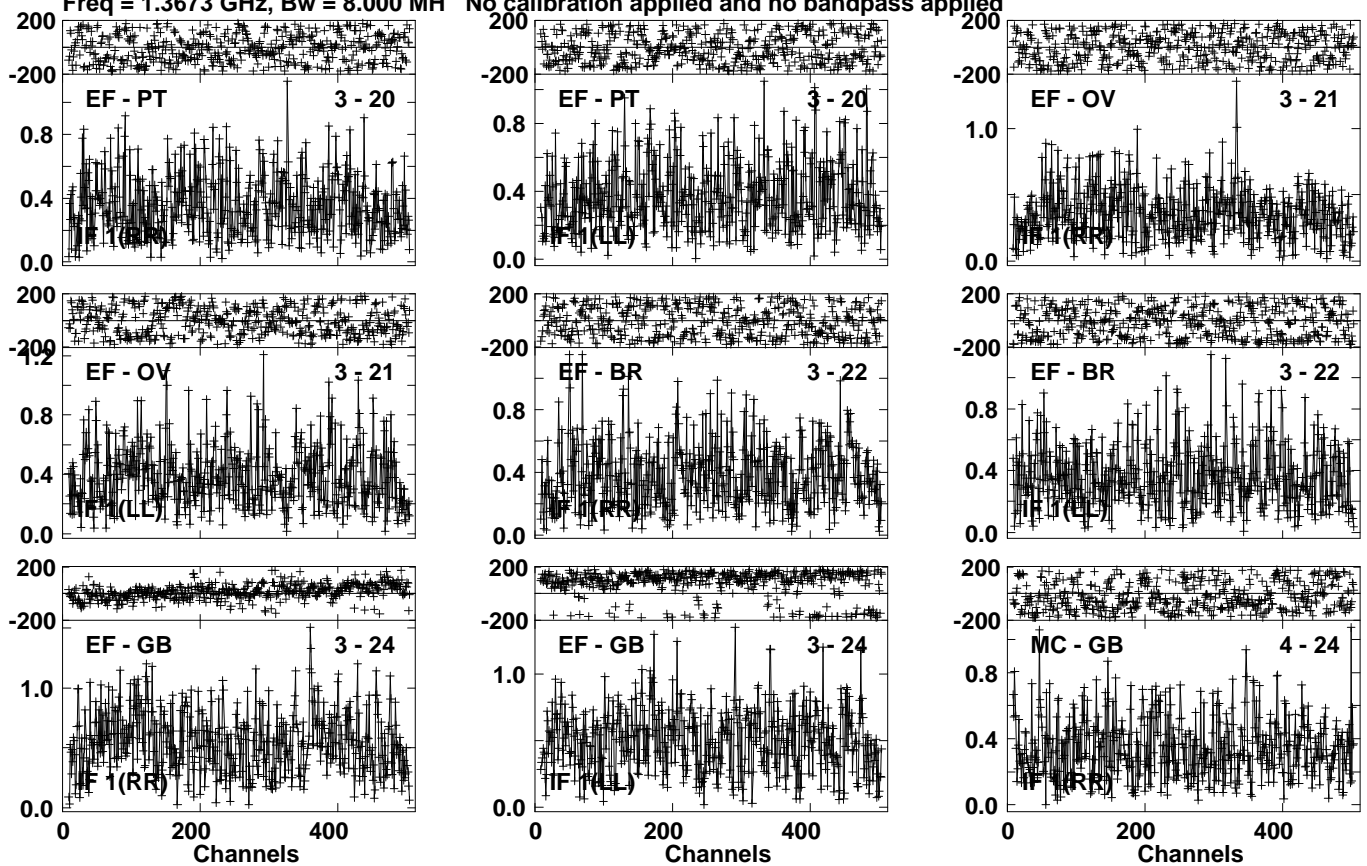 Freq = 1.3673 GHz, Bw = 8.000 MH No calibration applied and no bandpass applied
200 200 200
-200 -200 -200
EF - PT 3 - 20 EF - PT 3 - 20 EF - OV 3 - 21
0.8 0.8 1.0
0.4 0.4
IF 1(RR) IF 1(LL) IF 1(RR)
0.0 0.0 0.0
200 200 200
-200 -200 -200
1.2
EF - OV 3 - 21 EF - BR 3 - 22 EF - BR 3 - 22
0.8 0.8 0.8
0.4 0.4 0.4
IF 1(LL) IF 1(RR) IF 1(LL)
0.0 0.0 0.0
200 200 200
-200 -200 -200
EF - GB 3 - 24 EF - GB 3 - 24 MC - GB 4 - 24
1.0 1.0 0.8
0.4
IF 1(RR) IF 1(LL) IF 1(RR)
0.0 0.0 0.0
0 200 400 0 200 400 0 200 400
Channels Channels Channels